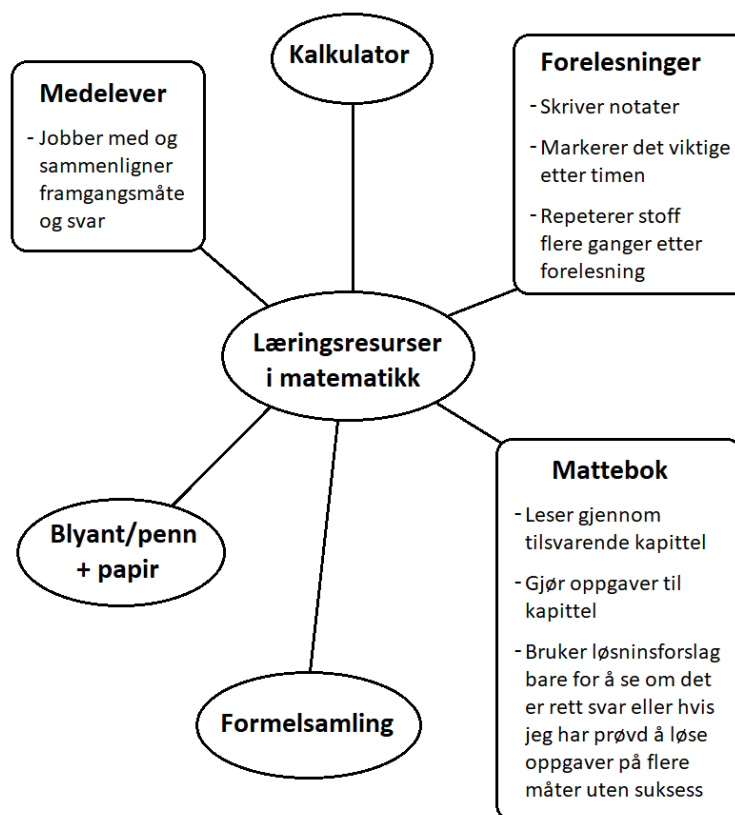 Kalkulator
Medelever
- Jobber med og
sammenligner
framgangsmåte
og svar
Forelesninger
- Skriver notater
- Markerer det viktige
etter timen
- Repeterer stoff
flere ganger etter
forelesning
Læringsresurser
i matematikk
Blyant/penn
+ papir
Formelsamling
Mattebok
- Leser gjennom
tilsvarende kapittel
- Gjør oppgaver til
kapittel
- Bruker løsninsforslag
bare for å se om det
er rett svar eller hvis
jeg har prøvd å løse
oppgaver på flere
måter uten suksess